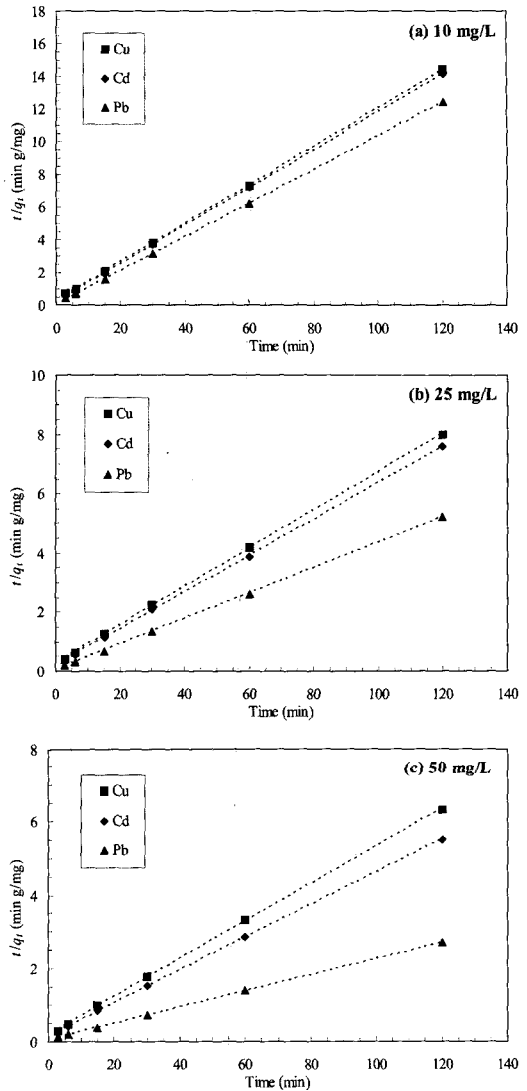 (a) 10 mg/L
Cu
Cd
Pb
18
16
14
12
10
8
6
4
2
0
t/qt (min g/mg)
0 20 40 60 80 100 120 140
Time (min)
(b) 25 mg/L
Cu
Cd
Pb
10
8
6
4
2
0
t/qt (min g/mg)
0 20 40 60 80 100 120 140
Time (min)
(c) 50 mg/L
Cu
Cd
Pb
8
6
4
2
0
t/qt (min g/mg)
0 20 40 60 80 100 120 140
Time (min)